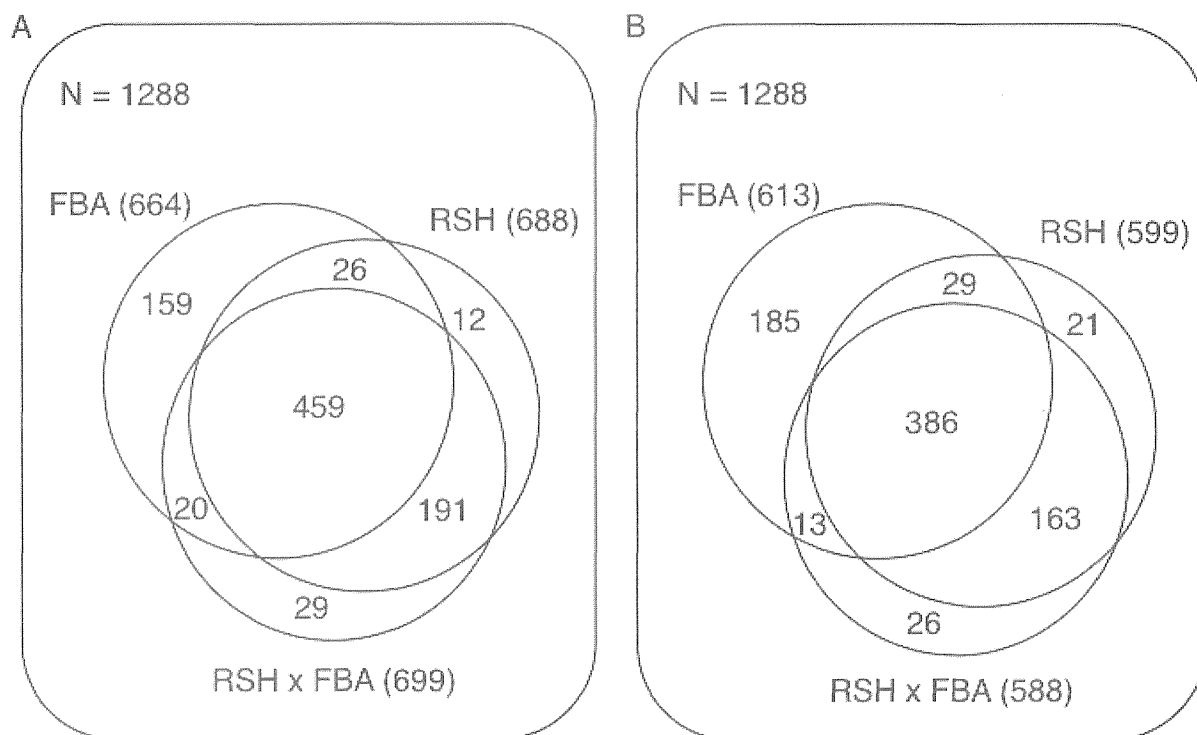 A
N = 1288
FBA (664)
RSH (688)
26
159
12
459
20
191
29
RSH x FBA (699)
B
N = 1288
FBA (613)
RSH (599)
29
185
21
386
13
163
26
RSH x FBA (588)